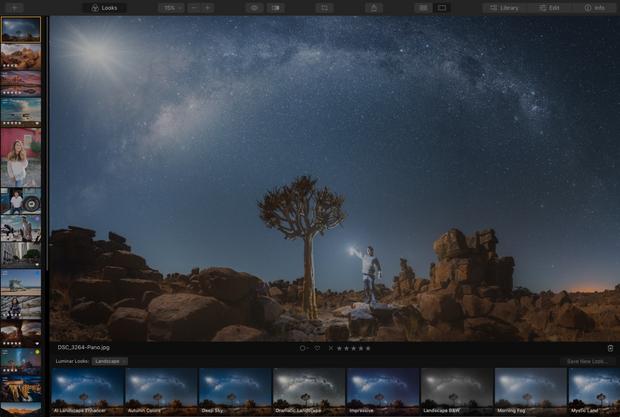 Looks
15%
Library
Edit
Info
DSC_3264-Pano.jpg
Luminar Looks: Landscape
Save New Look...
AI Landscape Enhancer
Autumn Colors
Deep Sky
Dramatic Landscape
Impressive
Landscape B&W
Morning Fog
Mystic Land